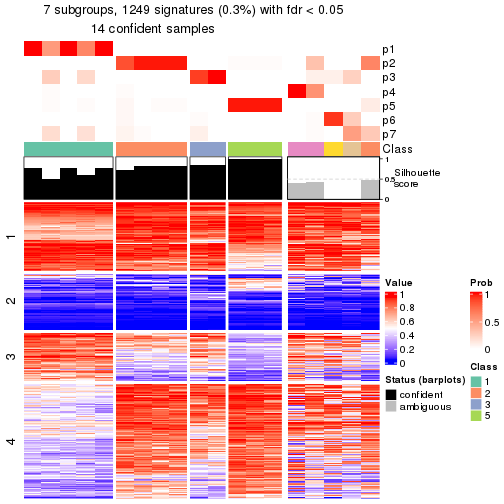 7 subgroups, 1249 signatures (0.3%) with fdr < 0.05
14 confident samples
p1
p2
p3
p4
p5
p6
p7
Class
1
0.5
0
Silhouette
score
1
2
3
4
Value
1
0.8
0.6
0.4
0.2
0
Prob
1
0.5
0
Status (barplots)
confident
ambiguous
Class
1
2
3
5